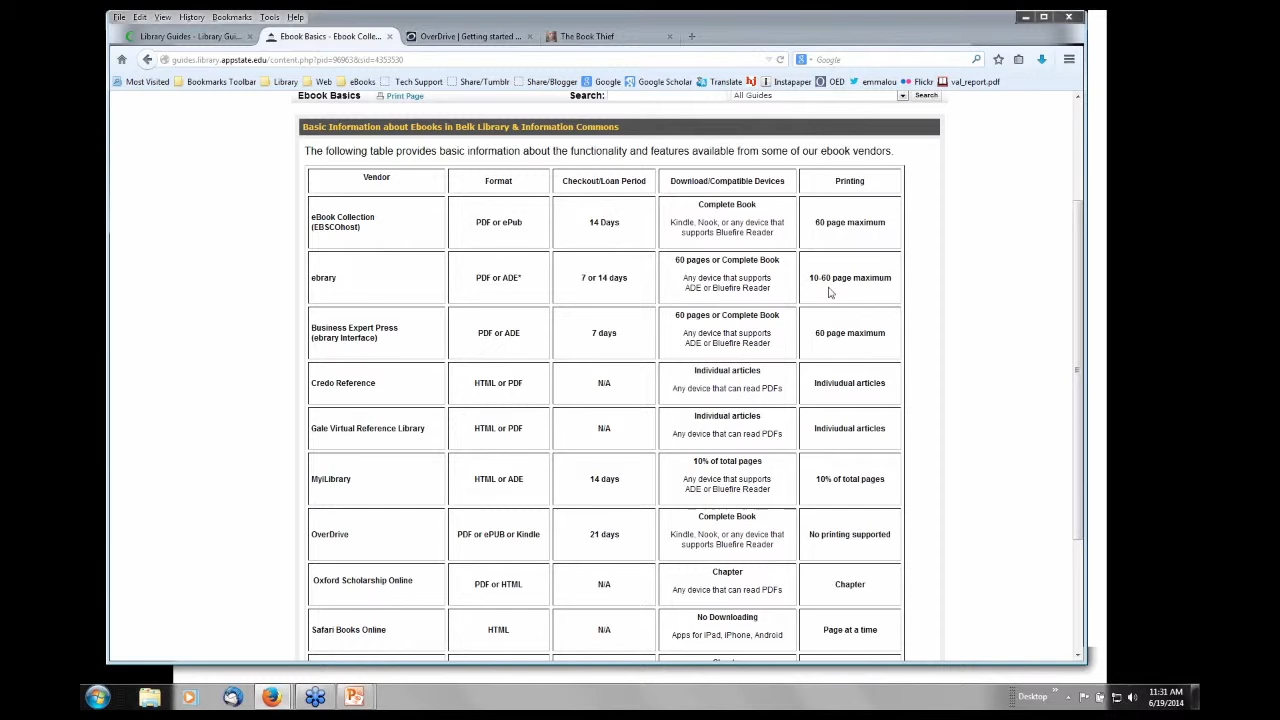 File Edit View History Bookmarks Tools Help
Library Guides - Library Gui... × Ebook Basics - Ebook Colle... × OverDrive | Getting started ... × The Book Thief × +
guides.library.appstate.edu/content.php?pid=96963&sid=4353530 Google
Most Visited Bookmarks Toolbar Library Web eBooks Tech Support Share/Tumblr Share/Blogger Google Google Scholar Translate hj Instapaper OED emmalou Flickr val_report.pdf
Ebook Basics Print Page Search: All Guides Search
Basic Information about Ebooks in Belk Library & Information Commons
The following table provides basic information about the functionality and features available from some of our ebook vendors.
Vendor Format Checkout/Loan Period Download/Compatible Devices Printing
eBook Collection
(EBSCOhost)
PDF or ePub
14 Days
Complete Book
Kindle, Nook, or any device that
supports Bluefire Reader
60 page maximum
ebrary
PDF or ADE*
7 or 14 days
60 pages or Complete Book
Any device that supports
ADE or Bluefire Reader
10-60 page maximum
Business Expert Press
(ebrary Interface)
PDF or ADE
7 days
60 pages or Complete Book
Any device that supports
ADE or Bluefire Reader
60 page maximum
Credo Reference
HTML or PDF
N/A
Individual articles
Any device that can read PDFs
Indiviudual articles
Gale Virtual Reference Library
HTML or PDF
N/A
Individual articles
Any device that can read PDFs
Indiviudual articles
MyiLibrary
HTML or ADE
14 days
10% of total pages
Any device that supports
ADE or Bluefire Reader
10% of total pages
OverDrive
PDF or ePUB or Kindle
21 days
Complete Book
Kindle, Nook, or any device that
supports Bluefire Reader
No printing supported
Oxford Scholarship Online
PDF or HTML
N/A
Chapter
Any device that can read PDFs
Chapter
Safari Books Online
HTML
N/A
No Downloading
Apps for iPad, iPhone, Android
Page at a time
Desktop 11:31 AM
6/19/2014